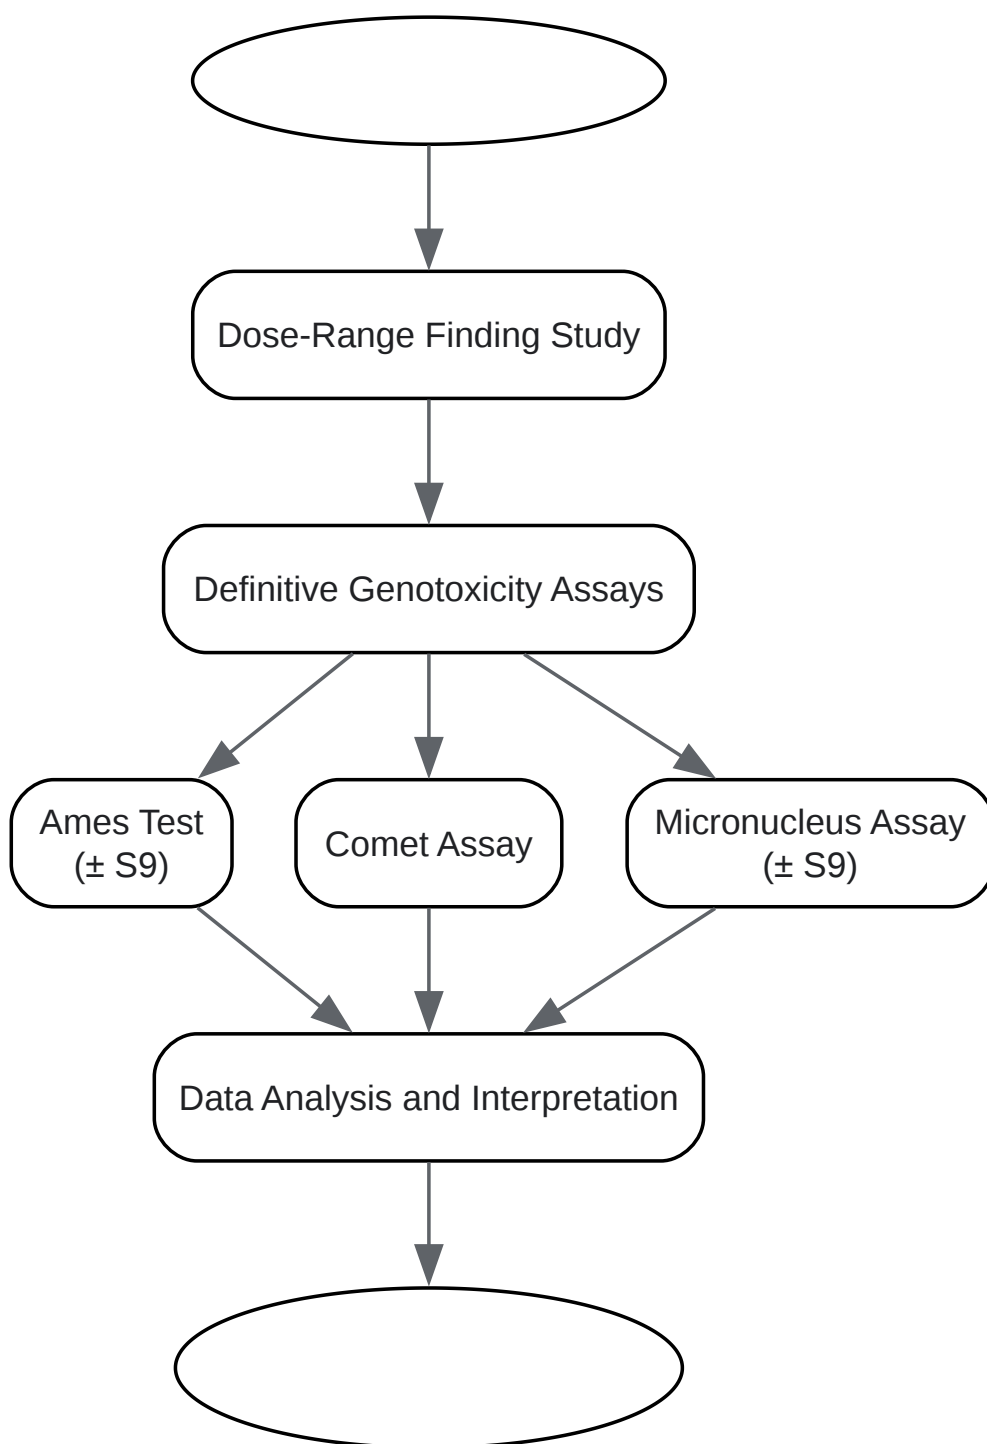 Dose-Range Finding Study
Definitive Genotoxicity Assays
Ames Test
(± S9)
Comet Assay
Micronucleus Assay
(± S9)
Data Analysis and Interpretation